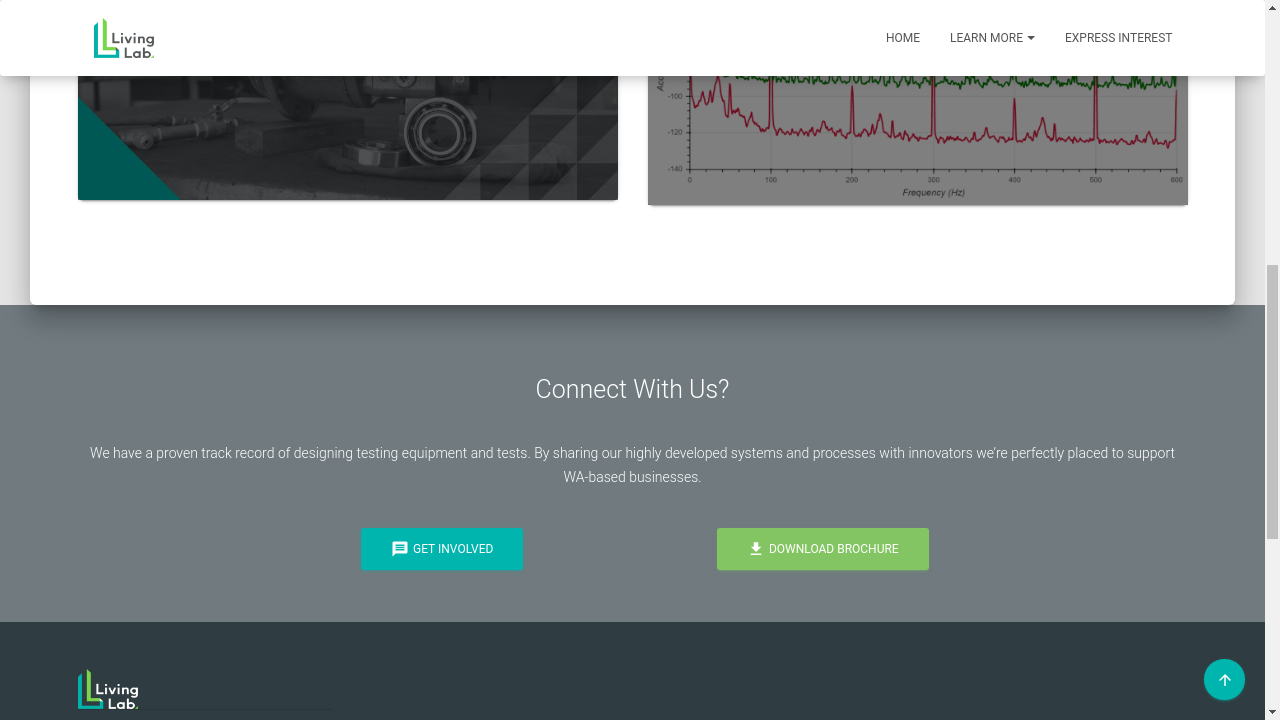 Living
Lab.
HOME
LEARN MORE
EXPRESS INTEREST
-100
-120
-140
0
100
200
300
400
500
600
Frequency (Hz)
Connect With Us?
We have a proven track record of designing testing equipment and tests. By sharing our highly developed systems and processes with innovators we’re perfectly placed to support
WA-based businesses.
GET INVOLVED
DOWNLOAD BROCHURE
Living
Lab.